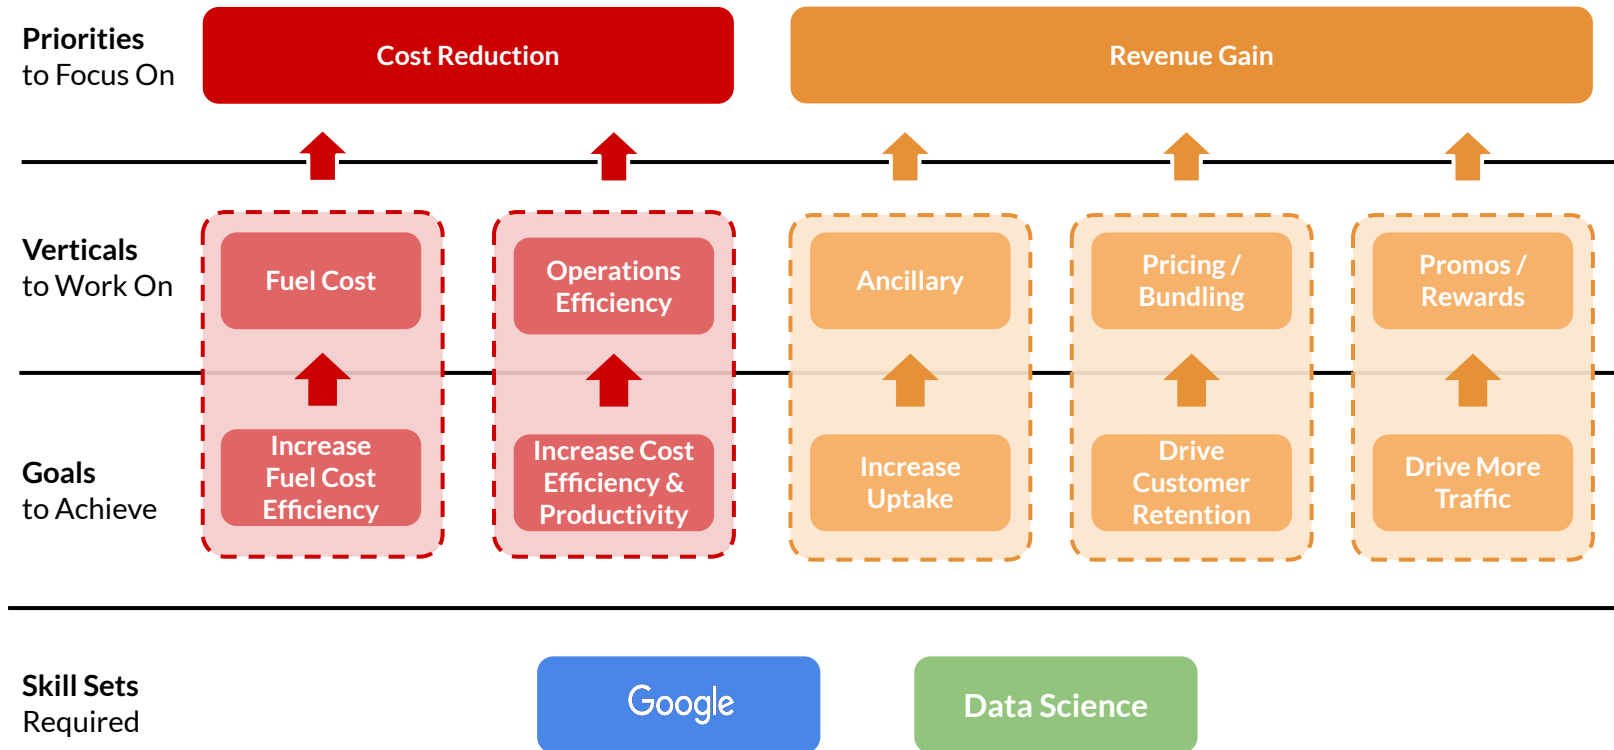 Priorities
to Focus On
Cost Reduction
Revenue Gain
Verticals
to Work On
Fuel Cost
Operations
Efficiency
Ancillary
Pricing /
Bundling
Promos /
Rewards
Goals
to Achieve
Increase
Fuel Cost
Efficiency
Increase Cost
Efficiency &
Productivity
Increase
Uptake
Drive
Customer
Retention
Drive More
Traffic
Skill Sets
Required
Google
Data Science